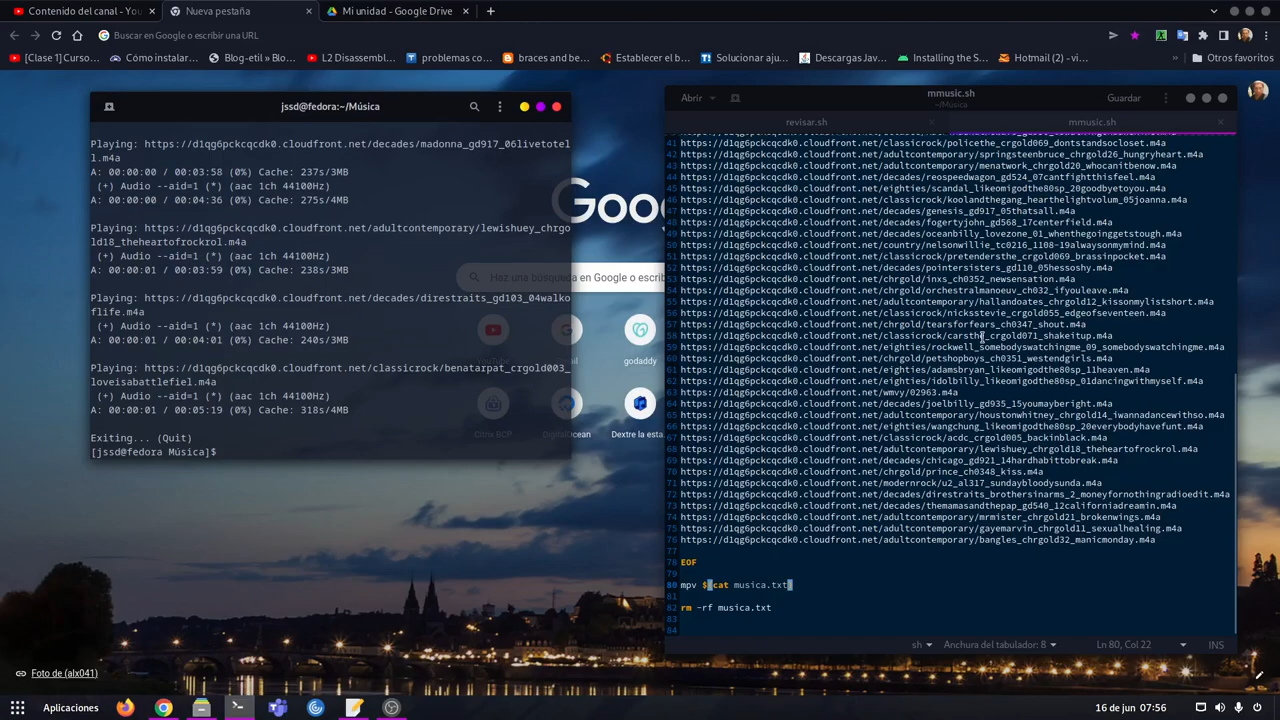 Contenido del canal - You
Nueva pestaña
Mi unidad - Google Drive
Buscar en Google o escribir una URL
[Clase 1] Curso...
Cómo instalar...
Blog-etil » Blo...
L2 Disassembl...
problemas co...
braces and be...
Establecer el b...
Solucionar ajus...
Descargas Jav...
Installing the S...
Hotmail (2) - vi...
»
Otros favoritos
jssd@fedora:~/Música
Playing: https://d1qg6pckcqcdk0.cloudfront.net/decades/madonna_gd917_06livetotel
l.m4a
A: 00:00:00 / 00:03:58 (0%) Cache: 237s/3MB
(+) Audio --aid=1 (*) (aac 1ch 44100Hz)
A: 00:00:00 / 00:04:36 (0%) Cache: 275s/4MB
Playing: https://d1qg6pckcqcdk0.cloudfront.net/adultcontemporary/lewishuey_chrgo
ld18_theheartofrockrol.m4a
(+) Audio --aid=1 (*) (aac 1ch 44100Hz)
A: 00:00:01 / 00:03:59 (0%) Cache: 238s/3MB
Playing: https://d1qg6pckcqcdk0.cloudfront.net/decades/direstraits_gd103_04walko
flife.m4a
(+) Audio --aid=1 (*) (aac 1ch 44100Hz)
A: 00:00:01 / 00:04:01 (0%) Cache: 240s/3MB
Playing: https://d1qg6pckcqcdk0.cloudfront.net/classicrock/benatarpat_crgold003_
loveisabattlefiel.m4a
(+) Audio --aid=1 (*) (aac 1ch 44100Hz)
A: 00:00:01 / 00:05:19 (0%) Cache: 318s/4MB
Exiting... (Quit)
[jssd@fedora Música]$
Goo
Haz una búsqueda en Google o escrib
YouTube
godaddy
Citrix BCP
DigitalOcean
Dextre la esta
Abrir
mmusic.sh
~/Música
Guardar
revisar.sh
mmusic.sh
41 https://d1qg6pckcqcdk0.cloudfront.net/classicrock/policethe_crgold069_dontstandsocloset.m4a
42 https://d1qg6pckcqcdk0.cloudfront.net/adultcontemporary/springsteenbruce_chrgold26_hungryheart.m4a
43 https://d1qg6pckcqcdk0.cloudfront.net/adultcontemporary/menatwork_chrgold20_whocanitbenow.m4a
44 https://d1qg6pckcqcdk0.cloudfront.net/decades/reospeedwagon_gd524_07cantfightthisfeel.m4a
45 https://d1qg6pckcqcdk0.cloudfront.net/eighties/scandal_likeomigodthe80sp_20goodbyetoyou.m4a
46 https://d1qg6pckcqcdk0.cloudfront.net/classicrock/koolandthegang_hearthelightvolum_05joanna.m4a
47 https://d1qg6pckcqcdk0.cloudfront.net/decades/genesis_gd917_05thatsall.m4a
48 https://d1qg6pckcqcdk0.cloudfront.net/decades/fogertyjohn_gd568_17centerfield.m4a
49 https://d1qg6pckcqcdk0.cloudfront.net/decades/oceanbilly_lovezone_01_whenthegoinggetstough.m4a
50 https://d1qg6pckcqcdk0.cloudfront.net/country/nelsonwillie_tc0216_1108-19alwaysonmymind.m4a
51 https://d1qg6pckcqcdk0.cloudfront.net/classicrock/pretendersthe_crgold069_brassinpocket.m4a
52 https://d1qg6pckcqcdk0.cloudfront.net/decades/pointersisters_gd110_05hessoshy.m4a
53 https://d1qg6pckcqcdk0.cloudfront.net/chrgold/inxs_ch0352_newsensation.m4a
54 https://d1qg6pckcqcdk0.cloudfront.net/chrgold/orchestralmanoeuv_ch032_ifyouleave.m4a
55 https://d1qg6pckcqcdk0.cloudfront.net/adultcontemporary/hallandoates_chrgold12_kissonmylistshort.m4a
56 https://d1qg6pckcqcdk0.cloudfront.net/classicrock/nicksstevie_crgold055_edgeofseventeen.m4a
57 https://d1qg6pckcqcdk0.cloudfront.net/chrgold/tearsforfears_ch0347_shout.m4a
58 https://d1qg6pckcqcdk0.cloudfront.net/classicrock/carsthe_crgold071_shakeitup.m4a
59 https://d1qg6pckcqcdk0.cloudfront.net/eighties/rockwell_somebodyswatchingme_09_somebodyswatchingme.m4a
60 https://d1qg6pckcqcdk0.cloudfront.net/chrgold/petshopboys_ch0351_westendgirls.m4a
61 https://d1qg6pckcqcdk0.cloudfront.net/eighties/adamsbryan_likeomigodthe80sp_11heaven.m4a
62 https://d1qg6pckcqcdk0.cloudfront.net/eighties/idolbilly_likeomigodthe80sp_01dancingwithmyself.m4a
63 https://d1qg6pckcqcdk0.cloudfront.net/wmvy/02963.m4a
64 https://d1qg6pckcqcdk0.cloudfront.net/decades/joelbilly_gd935_15youmayberight.m4a
65 https://d1qg6pckcqcdk0.cloudfront.net/adultcontemporary/houstonwhitney_chrgold14_iwannadancewithso.m4a
66 https://d1qg6pckcqcdk0.cloudfront.net/eighties/wangchung_likeomigodthe80sp_20everybodyhavefunt.m4a
67 https://d1qg6pckcqcdk0.cloudfront.net/classicrock/acdc_crgold005_backinblack.m4a
68 https://d1qg6pckcqcdk0.cloudfront.net/adultcontemporary/lewishuey_chrgold18_theheartofrockrol.m4a
69 https://d1qg6pckcqcdk0.cloudfront.net/decades/chicago_gd921_14hardhabittobreak.m4a
70 https://d1qg6pckcqcdk0.cloudfront.net/chrgold/prince_ch0348_kiss.m4a
71 https://d1qg6pckcqcdk0.cloudfront.net/modernrock/u2_al317_sundaybloodysunda.m4a
72 https://d1qg6pckcqcdk0.cloudfront.net/decades/direstraits_brothersinarms_2_moneyfornothingradioedit.m4a
73 https://d1qg6pckcqcdk0.cloudfront.net/decades/themamasandthepap_gd540_12californiadreamin.m4a
74 https://d1qg6pckcqcdk0.cloudfront.net/adultcontemporary/mrmister_chrgold21_brokenwings.m4a
75 https://d1qg6pckcqcdk0.cloudfront.net/adultcontemporary/gayemarvin_chrgold11_sexualhealing.m4a
76 https://d1qg6pckcqcdk0.cloudfront.net/adultcontemporary/bangles_chrgold32_manicmonday.m4a
77
78 EOF
79
80 mpv $(cat musica.txt)
81
82 rm -rf musica.txt
83
84
sh
Anchura del tabulador: 8
Ln 80, Col 22
INS
Foto de (alx041)
Aplicaciones
16 de jun 07:56